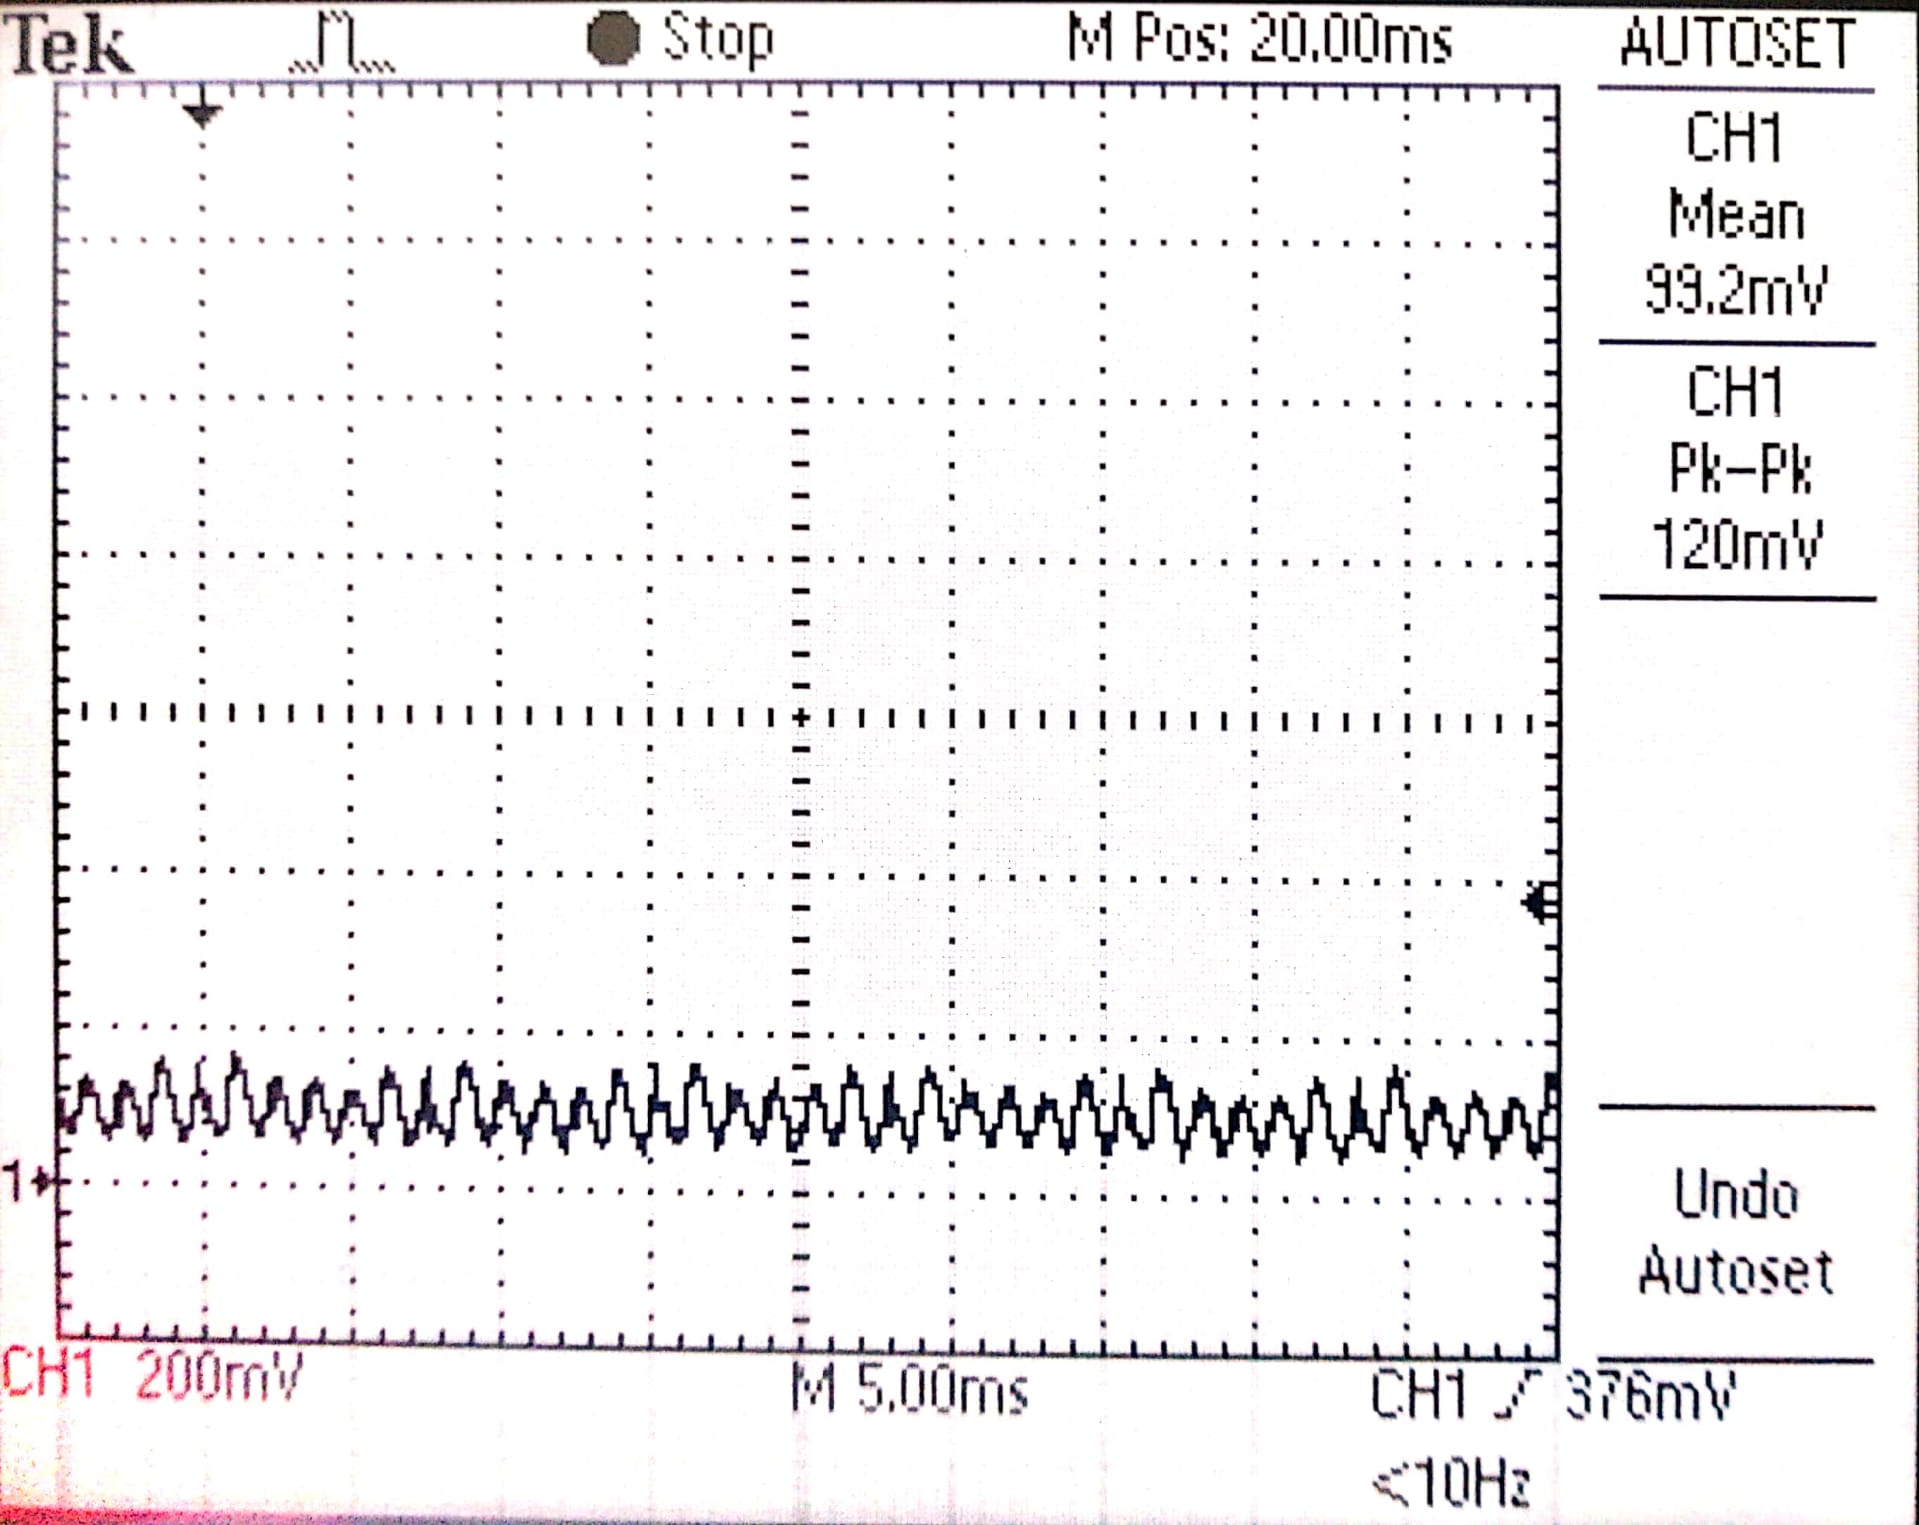 Tek Stop M Pos: 20.00ms AUTOSET
CH1
Mean
99.2mV
CH1
Pk-Pk
120mV
1
Undo
Autoset
CH1 200mV M 5.00ms CH1 376mV
<10Hz